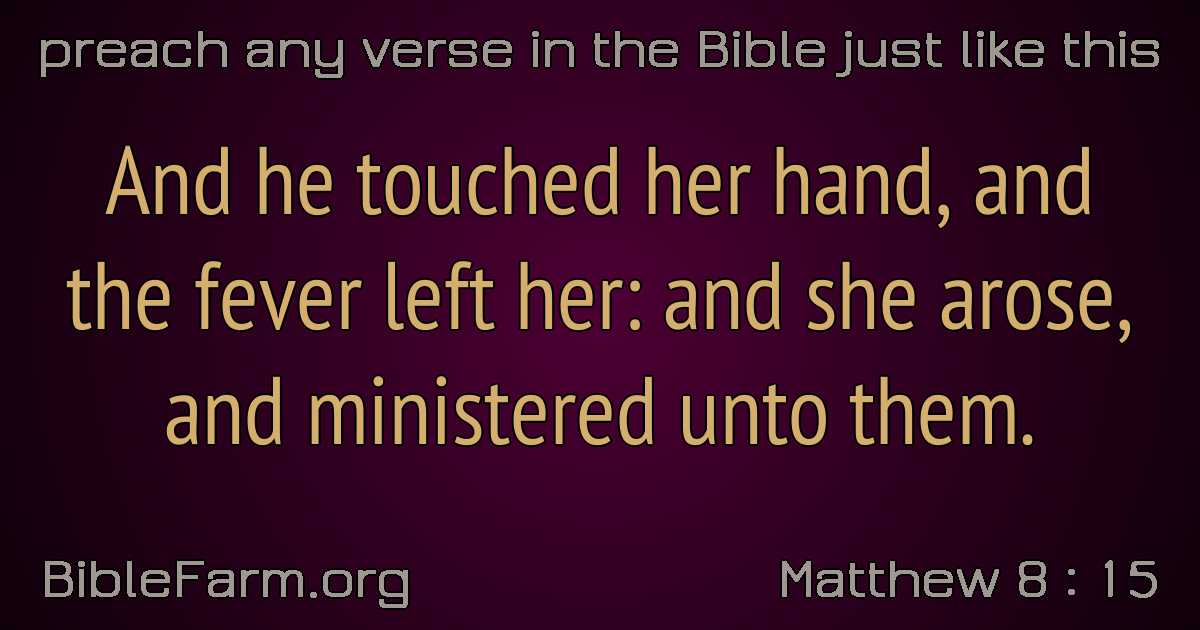 preach any verse in the Bible just like this
And he touched her hand, and
the fever left her: and she arose,
and ministered unto them.
BibleFarm.org
Matthew 8 : 15